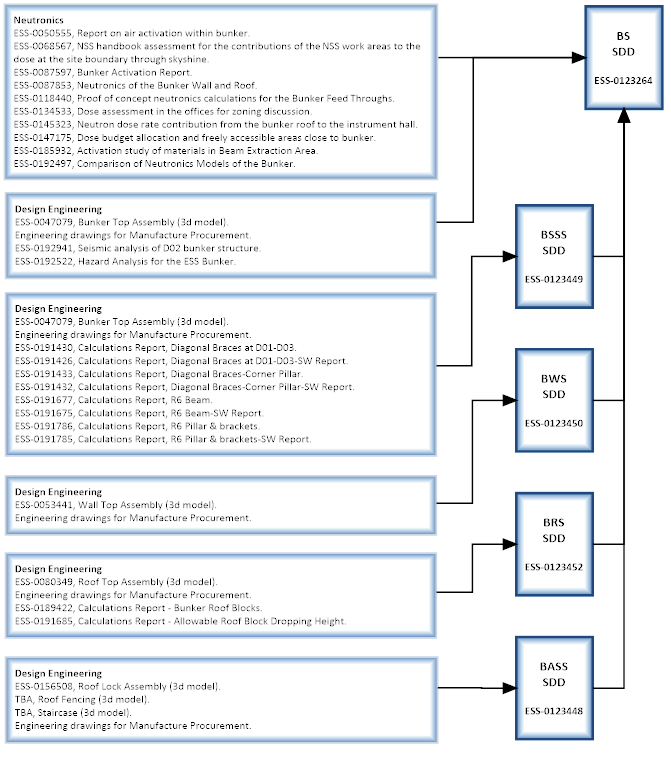 Neutronics
ESS-0050555, Report on air activation within bunker.
ESS-0068567, NSS handbook assessment for the contributions of the NSS work areas to the
dose at the site boundary through skyshine.
ESS-0087597, Bunker Activation Report.
ESS-0087853, Neutronics of the Bunker Wall and Roof.
ESS-0118440, Proof of concept neutronics calculations for the Bunker Feed Throughs.
ESS-0134533, Dose assessment in the offices for zoning discussion.
ESS-0145323, Neutron dose rate contribution from the bunker roof to the instrument hall.
ESS-0147175, Dose budget allocation and freely accessible areas close to bunker.
ESS-0185932, Activation study of materials in Beam Extraction Area.
ESS-0192497, Comparison of Neutronics Models of the Bunker.
BS
SDD
ESS-0123264
Design Engineering
ESS-0047079, Bunker Top Assembly (3d model).
Engineering drawings for Manufacture Procurement.
ESS-0192941, Seismic analysis of D02 bunker structure.
ESS-0192522, Hazard Analysis for the ESS Bunker.
BSSS
SDD
ESS-0123449
Design Engineering
ESS-0047079, Bunker Top Assembly (3d model).
Engineering drawings for Manufacture Procurement.
ESS-0191430, Calculations Report, Diagonal Braces at D01-D03.
ESS-0191426, Calculations Report, Diagonal Braces at D01-D03-SW Report.
ESS-0191433, Calculations Report, Diagonal Braces-Corner Pillar.
ESS-0191432, Calculations Report, Diagonal Braces-Corner Pillar-SW Report.
ESS-0191677, Calculations Report, R6 Beam.
ESS-0191675, Calculations Report, R6 Beam-SW Report.
ESS-0191786, Calculations Report, R6 Pillar & brackets.
ESS-0191785, Calculations Report, R6 Pillar & brackets-SW Report.
BWS
SDD
ESS-0123450
Design Engineering
ESS-0053441, Wall Top Assembly (3d model).
Engineering drawings for Manufacture Procurement.
BRS
SDD
ESS-0123452
Design Engineering
ESS-0080349, Roof Top Assembly (3d model).
Engineering drawings for Manufacture Procurement.
ESS-0189422, Calculations Report - Bunker Roof Blocks.
ESS-0191685, Calculations Report - Allowable Roof Block Dropping Height.
BASS
SDD
ESS-0123448
Design Engineering
ESS-0156508, Roof Lock Assembly (3d model).
TBA, Roof Fencing (3d model).
TBA, Staircase (3d model).
Engineering drawings for Manufacture Procurement.